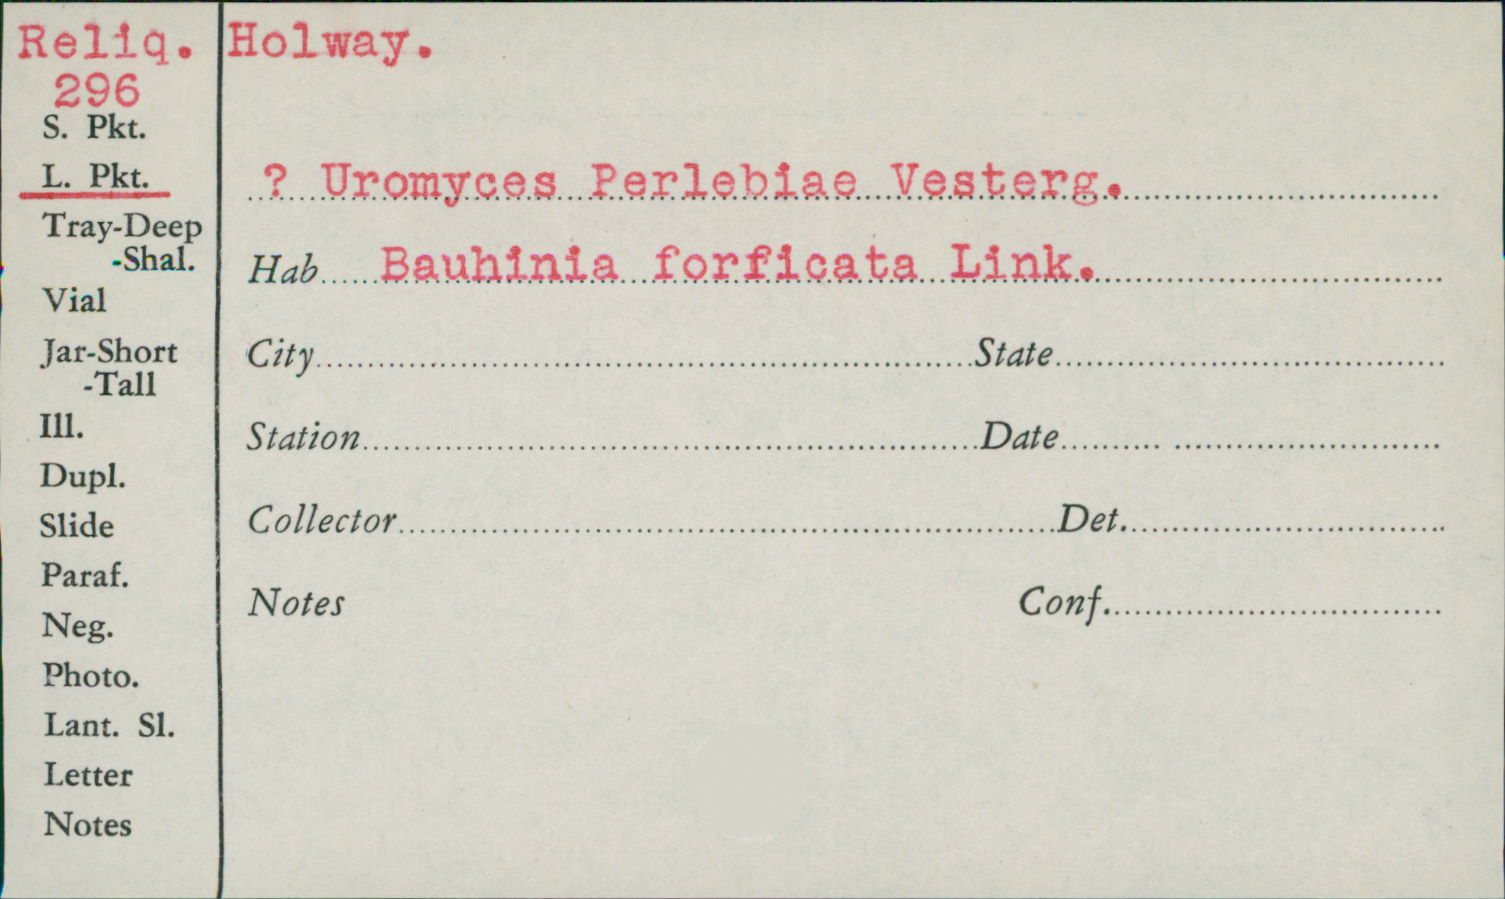 Reliq. Holway.
296
S. Pkt.
L. Pkt.
? Uromyces Perlebiae Vesterg.
Tray-Deep
-Shal.
Hab Bauhinia forficata Link.
Vial
Jar-Short
-Tall
City State
Ill.
Station Date
Dupl.
Slide
Collector Det.
Paraf.
Neg.
Notes Conf.
Photo.
Lant. Sl.
Letter
Notes